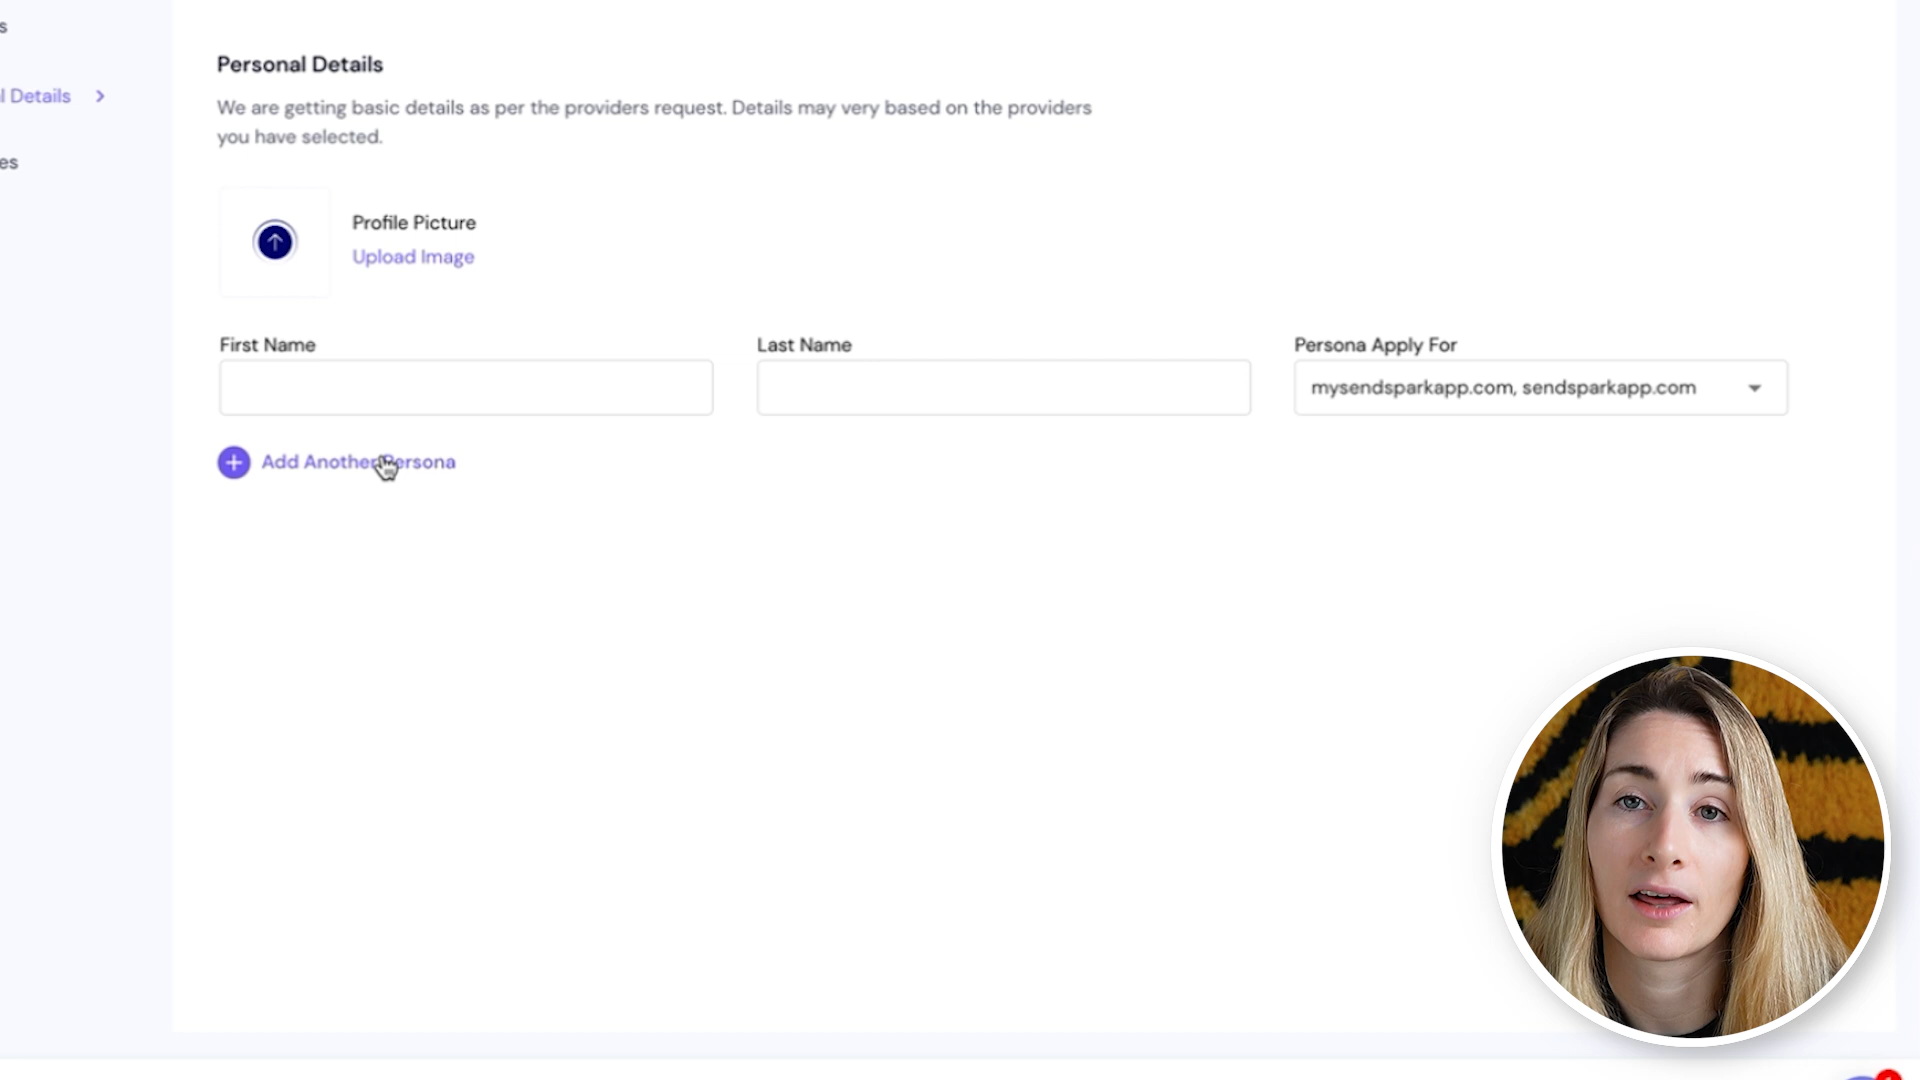 s
l Details
es
Personal Details
We are getting basic details as per the providers request. Details may very based on the providers
you have selected.
Profile Picture
Upload Image
First Name
Last Name
Persona Apply For
mysendsparkapp.com, sendsparkapp.com
Add Another Persona